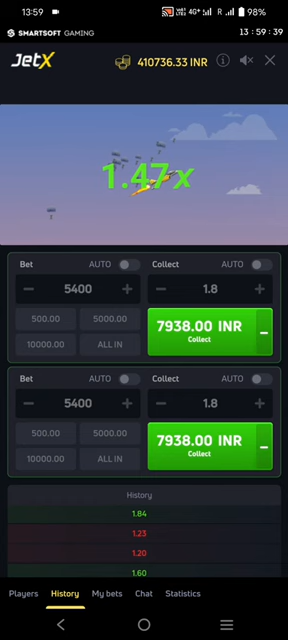 13:59 4G+ R 98%
SMARTSOFT GAMING 13 : 59 : 39
JetX 410736.33 INR
1.47x
Bet AUTO Collect AUTO
5400 1.8
500.00 5000.00 7938.00 INR
10000.00 ALL IN Collect
Bet AUTO Collect AUTO
5400 1.8
500.00 5000.00 7938.00 INR
10000.00 ALL IN Collect
History
1.84
1.23
1.20
1.60
Players History My bets Chat Statistics